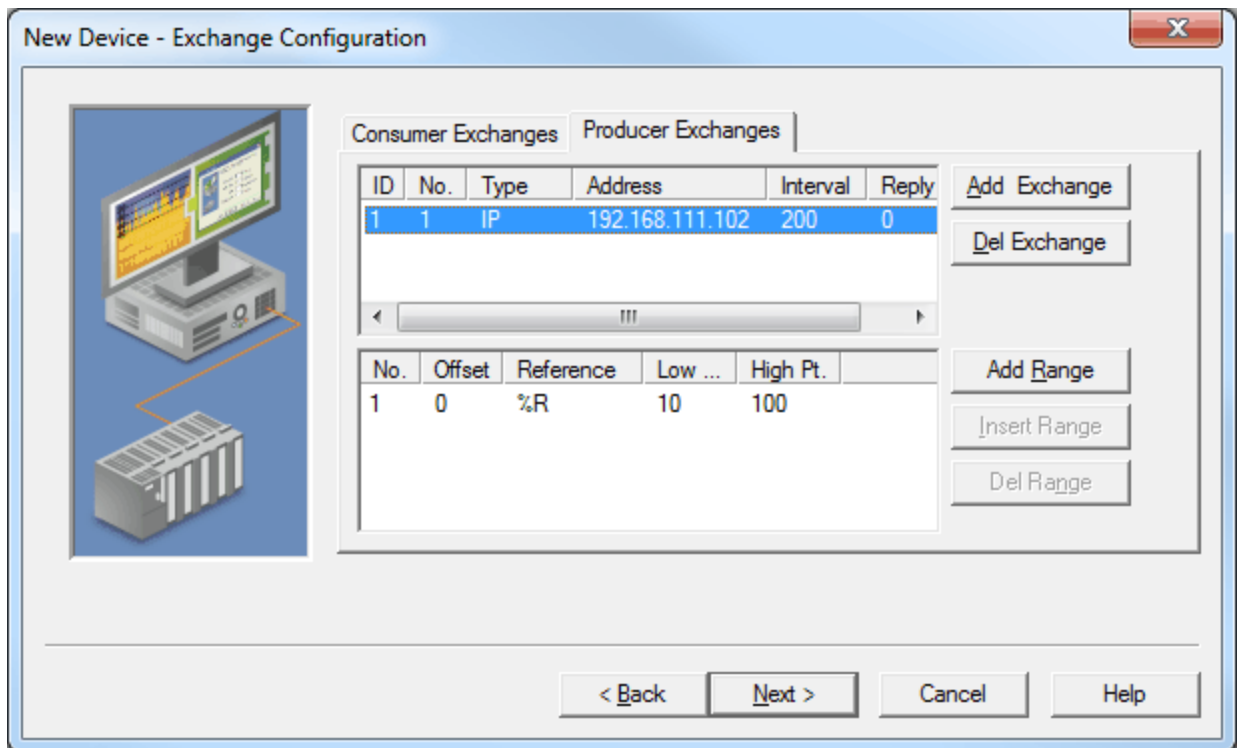 New Device - Exchange Configuration
Consumer Exchanges Producer Exchanges
ID No. Type Address Interval Reply
1 1 IP 192.168.111.102 200 0
Add Exchange
Del Exchange
No. Offset Reference Low ... High Pt.
1 0 %R 10 100
Add Range
Insert Range
Del Range
< Back Next > Cancel Help